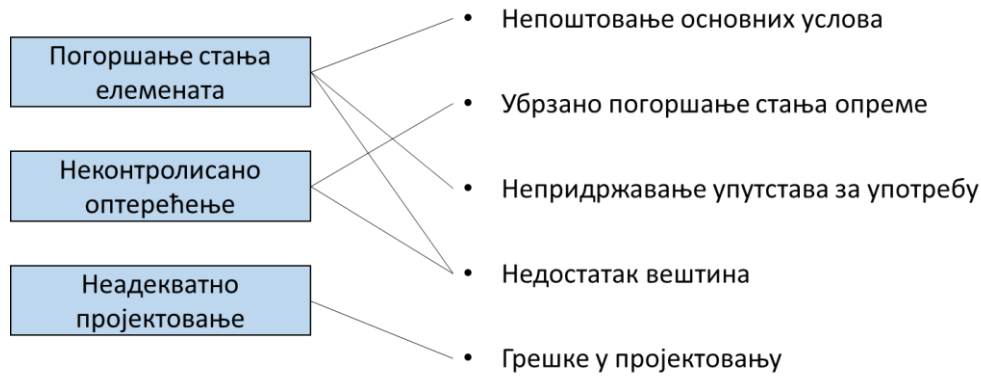 Погоршање стања
елемената
Неконтролисано
оптерећење
Неадекватно
пројектовање
• Непоштовање основних услова
• Убрзано погоршање стања опреме
• Непридржавање упутстава за употребу
• Недостатак вештина
• Грешке у пројектовању